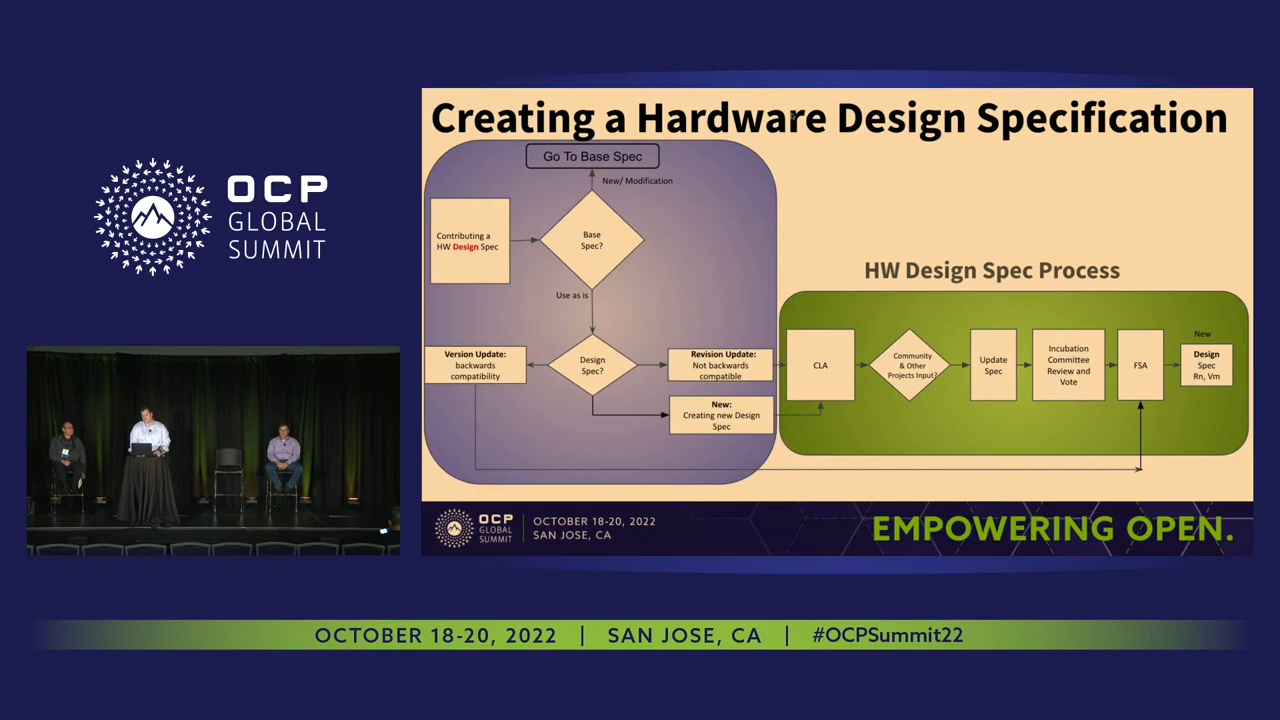 OCP
GLOBAL
SUMMIT
Creating a Hardware Design Specification
Go To Base Spec
New/ Modification
Contributing a
HW Design Spec
Base
Spec?
Use as is
HW Design Spec Process
Version Update:
backwards
compatibility
Design
Spec?
Revision Update:
Not backwards
compatible
New:
Creating new Design
Spec
CLA
Community
& Other
Projects Input?
Update
Spec
Incubation
Committee
Review and
Vote
FSA
New
Design
Spec
Rn, Vm
OCP
GLOBAL
SUMMIT
OCTOBER 18-20, 2022
SAN JOSE, CA
EMPOWERING OPEN.
OCTOBER 18-20, 2022 | SAN JOSE, CA | #OCPSummit22